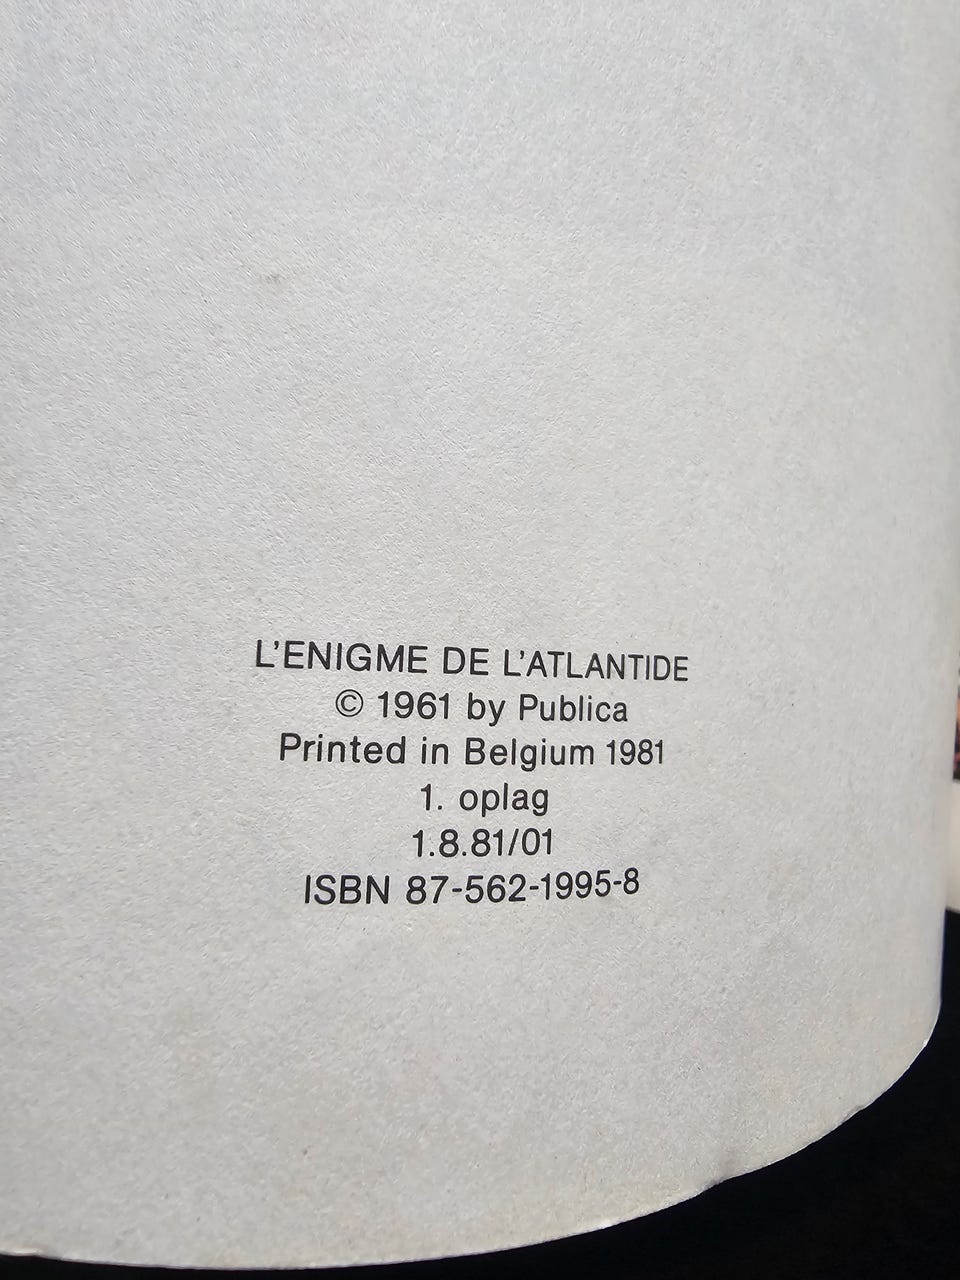 L'ENIGME DE L'ATLANTIDE
© 1961 by Publica
Printed in Belgium 1981
1. oplag
1.8.81/01
ISBN 87-562-1995-8